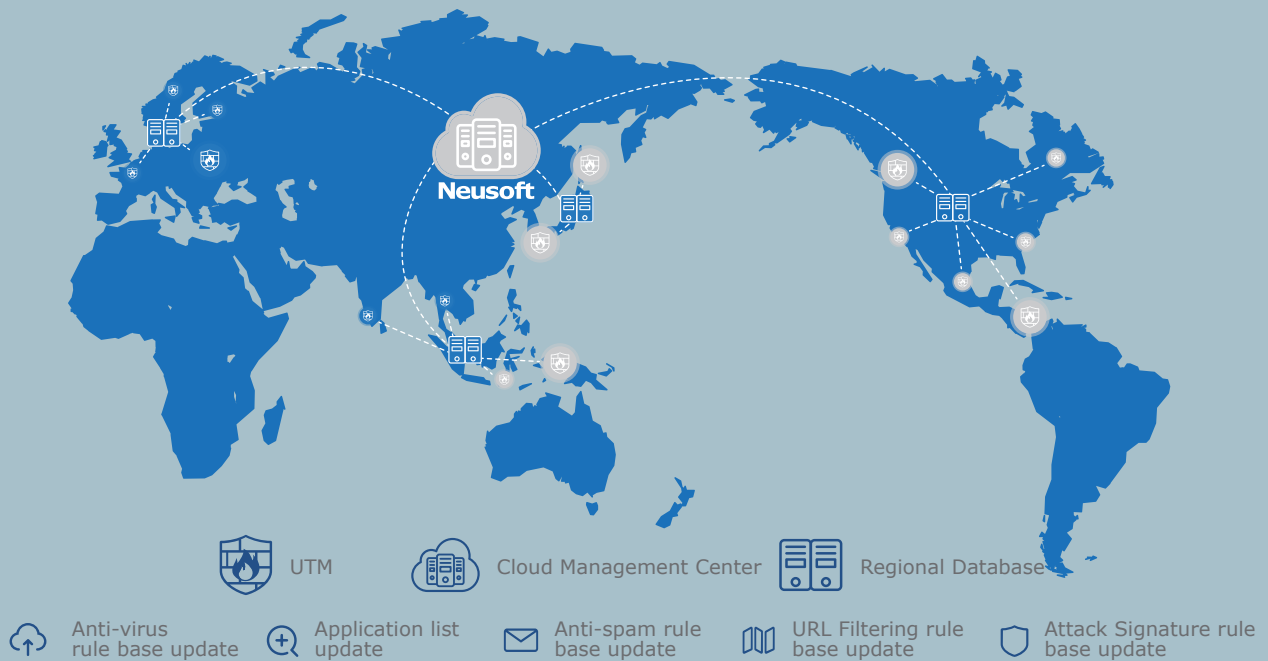 Neusoft
UTM
Cloud Management Center
Regional Database
Anti-virus
rule base update
Application list
update
Anti-spam rule
base update
URL Filtering rule
base update
Attack Signature rule
base update